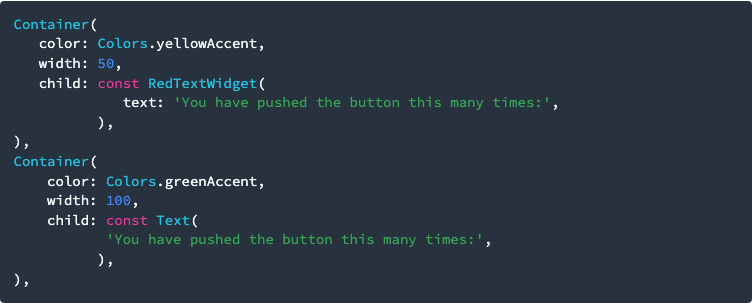 Container(
   color: Colors.yellowAccent,
   width: 50,
   child: const RedTextWidget(
             text: 'You have pushed the button this many times:',
          ),
),
Container(
    color: Colors.greenAccent,
    width: 100,
    child: const Text(
           'You have pushed the button this many times:',
          ),
),